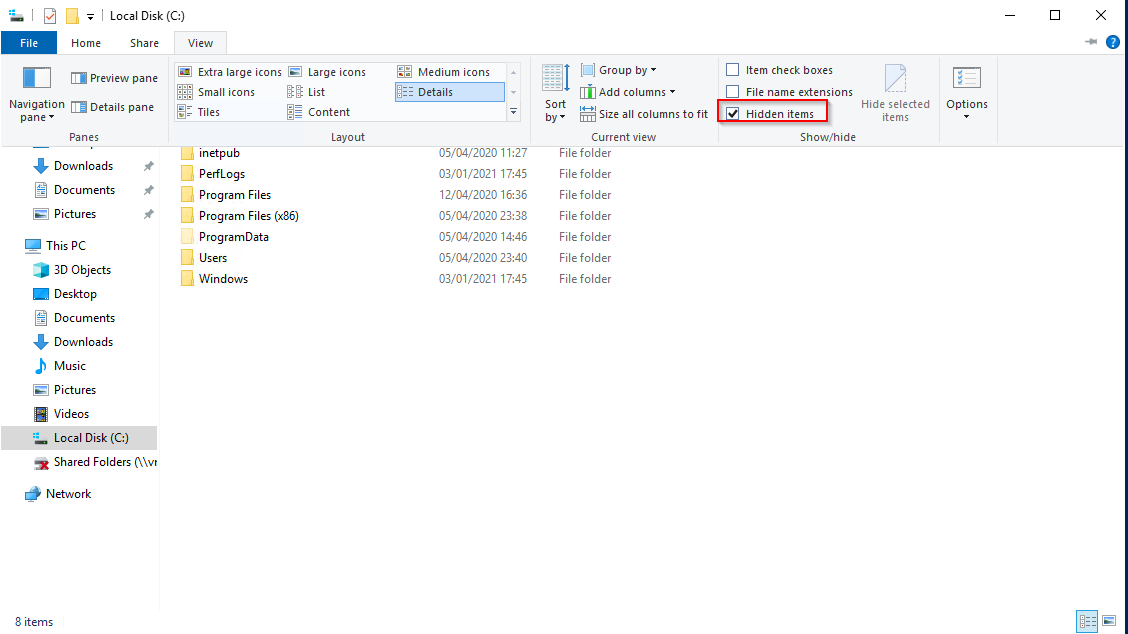 Local Disk (C:)
File Home Share View
Navigation pane
Preview pane
Details pane
Panes
Extra large icons Large icons Medium icons
Small icons List Details
Tiles Content
Layout
Sort by
Group by
Add columns
Size all columns to fit
Current view
Item check boxes
File name extensions
Hidden items
Hide selected items
Show/hide
Options
Downloads
Documents
Pictures
This PC
3D Objects
Desktop
Documents
Downloads
Music
Pictures
Videos
Local Disk (C:)
Shared Folders (\\vr
Network
inetpub 05/04/2020 11:27 File folder
PerfLogs 03/01/2021 17:45 File folder
Program Files 12/04/2020 16:36 File folder
Program Files (x86) 05/04/2020 23:38 File folder
ProgramData 05/04/2020 14:46 File folder
Users 05/04/2020 23:40 File folder
Windows 03/01/2021 17:45 File folder
8 items